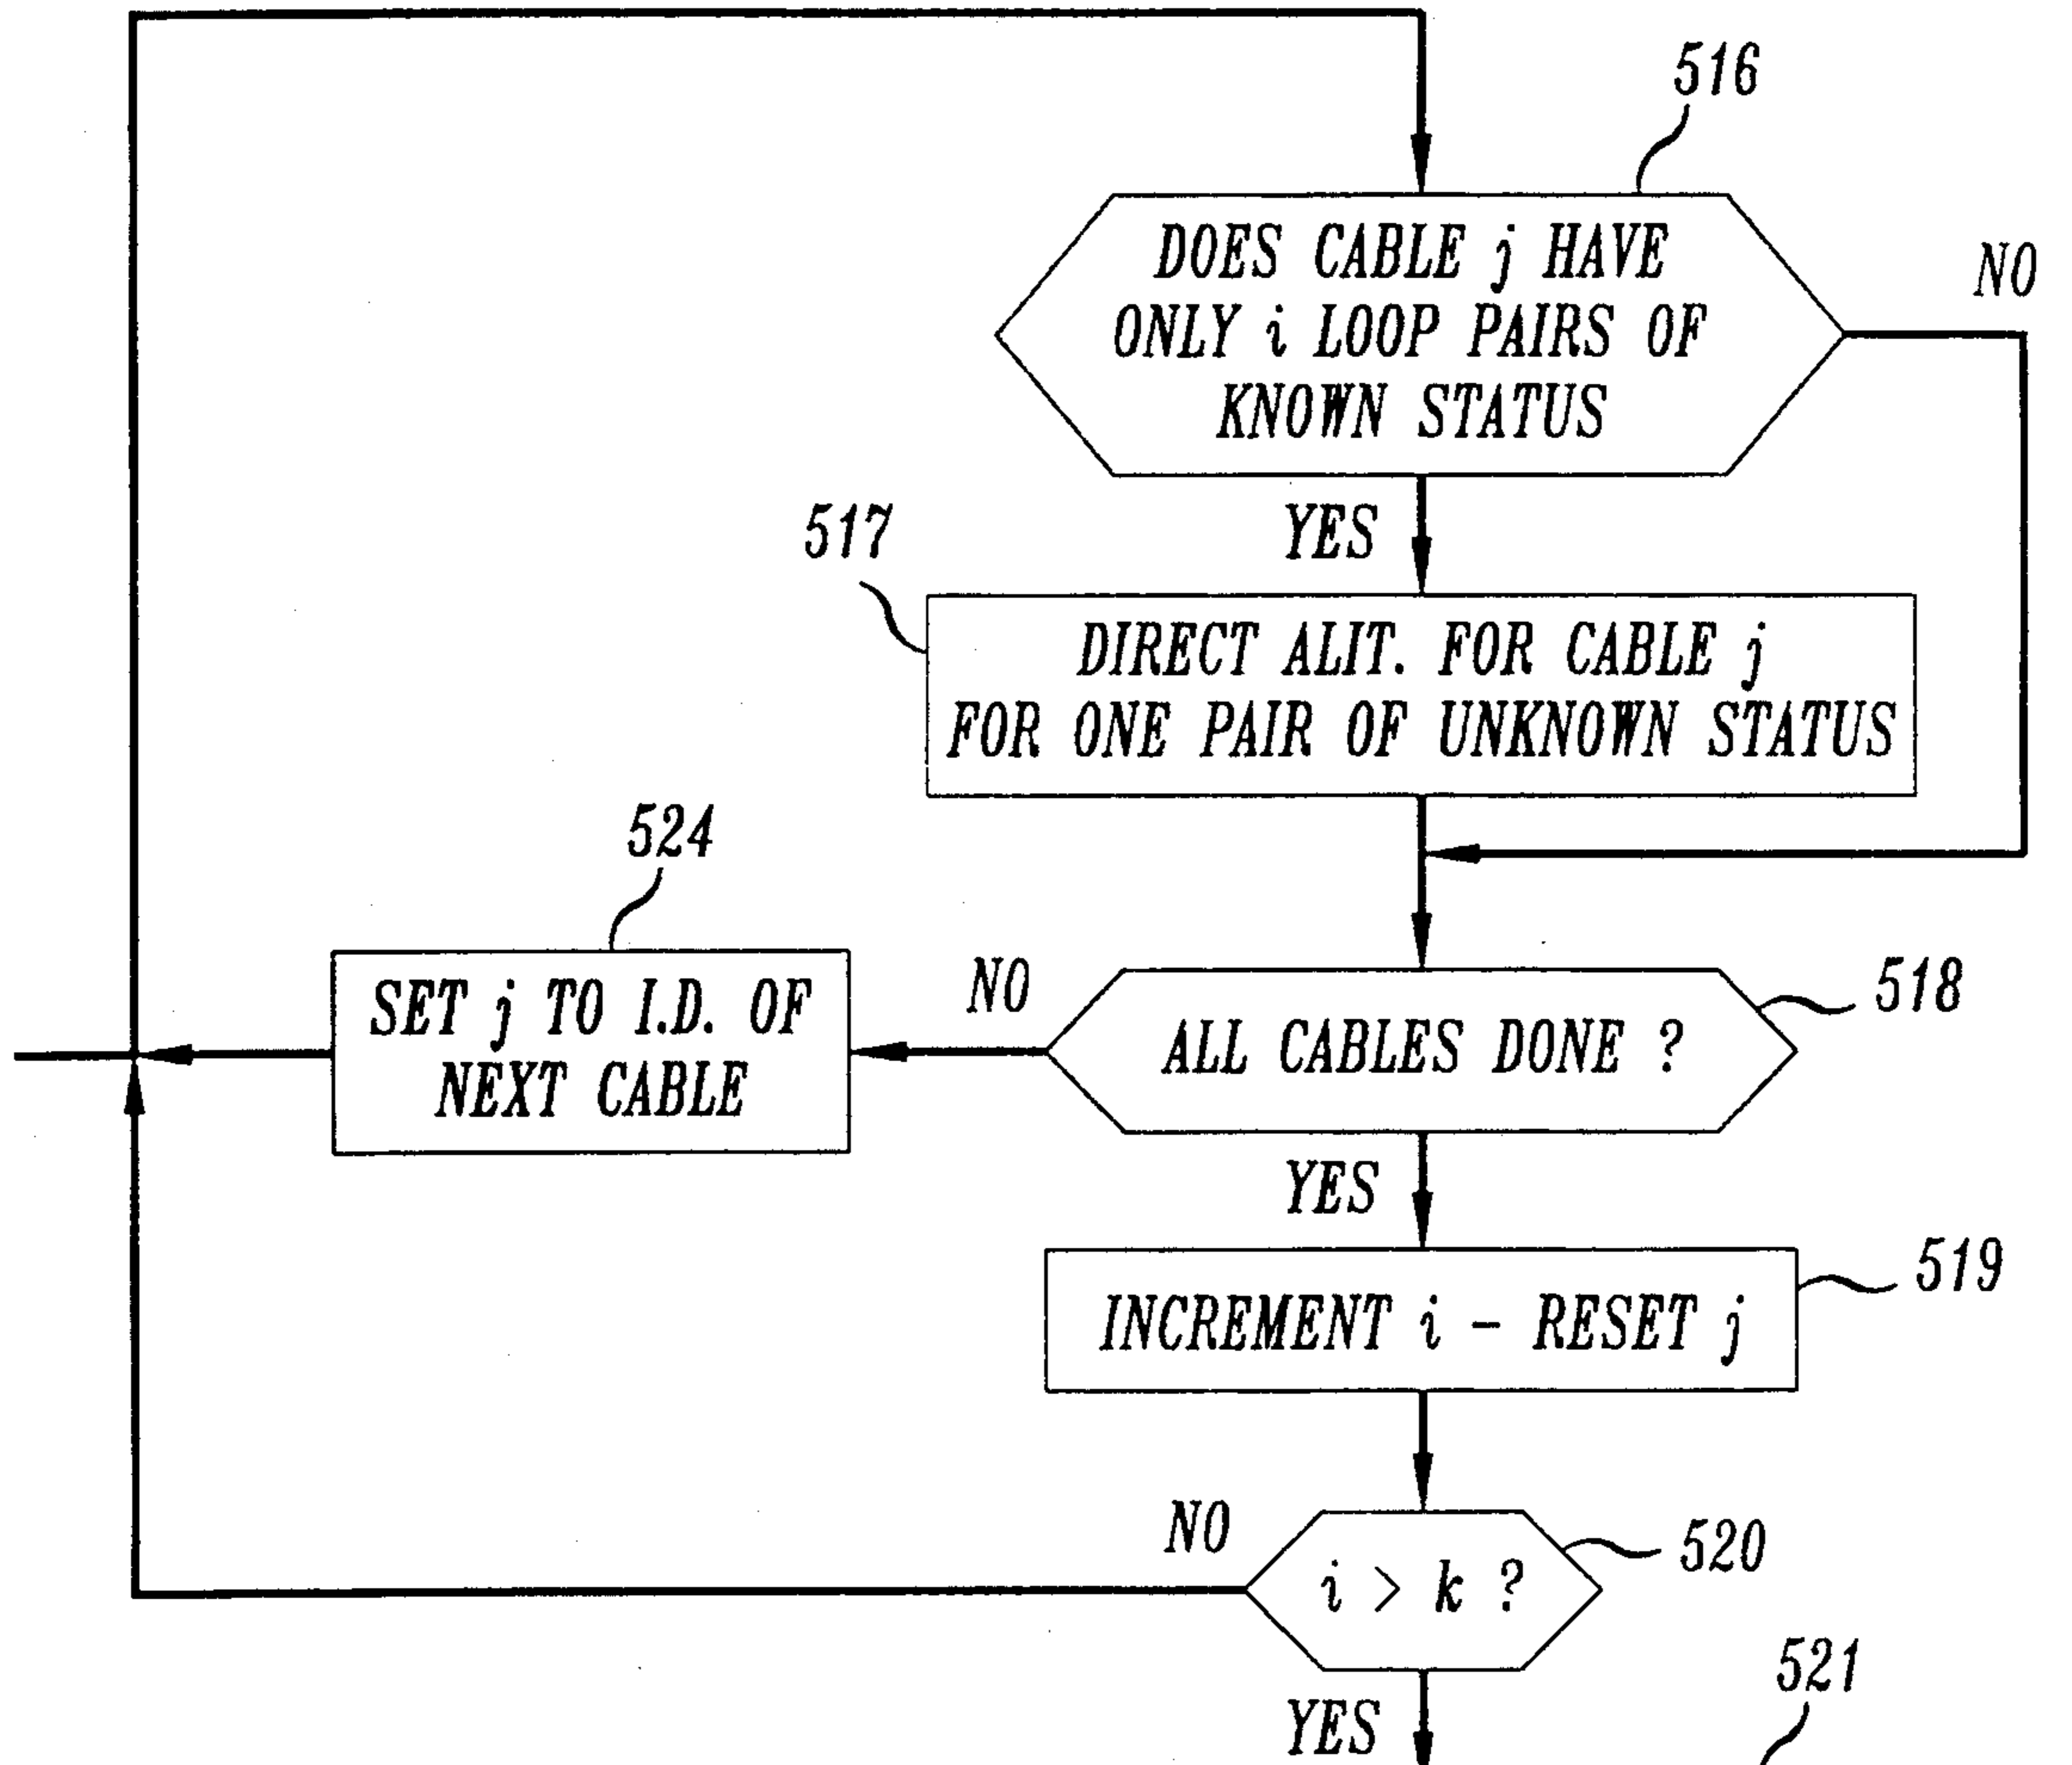 516
DOES CABLE j HAVE
ONLY i LOOP PAIRS OF
KNOWN STATUS
NO
YES
517
DIRECT ALIT. FOR CABLE j
FOR ONE PAIR OF UNKNOWN STATUS
524
SET j TO I.D. OF
NEXT CABLE
NO
518
ALL CABLES DONE ?
YES
519
INCREMENT i - RESET j
NO
520
i > k ?
YES
521